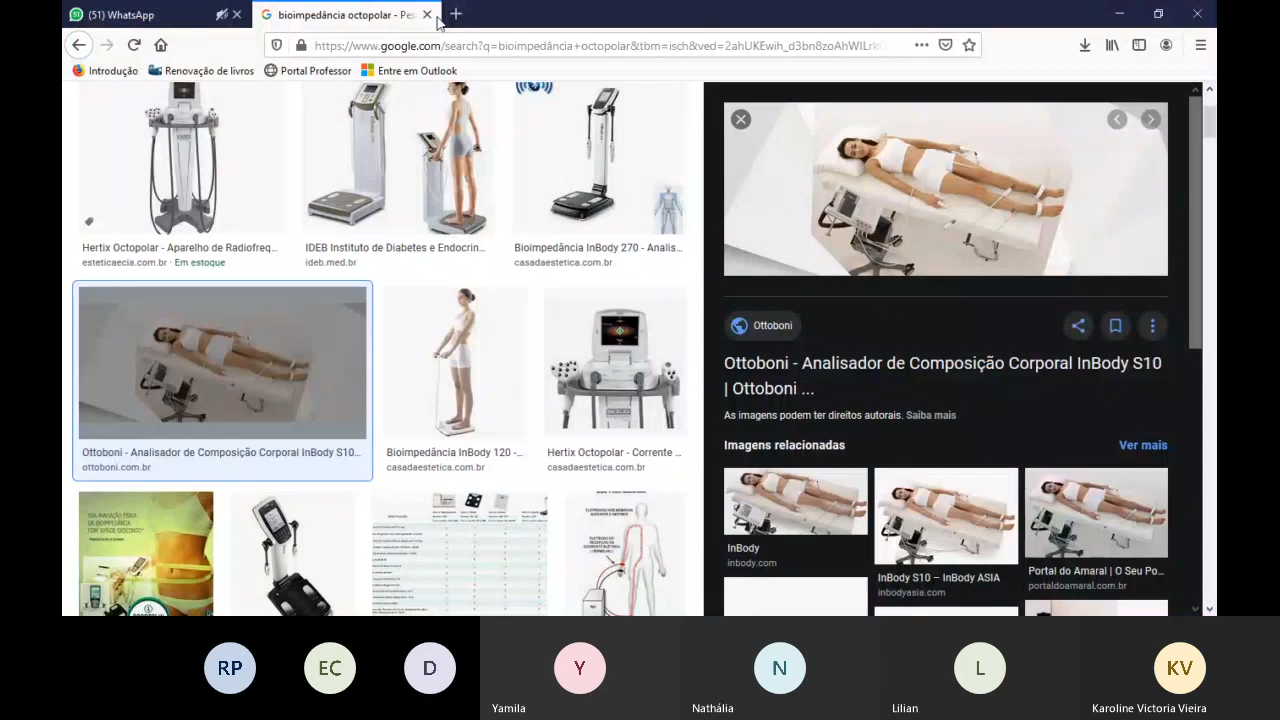 (51) WhatsApp
bioimpedância octopolar - Pes
https://www.google.com/search?q=bioimpedância+octopolar&tbm=isch&ved=2ahUKEwih_d3bn8zoAhWILrk
Introdução
Renovação de livros
Portal Professor
Entre em Outlook
Hertix Octopolar - Aparelho de Radiofreq...
esteticaecia.com.br · Em estoque
IDEB Instituto de Diabetes e Endocrin...
ideb.med.br
Bioimpedância InBody 270 - Analis...
casadaestetica.com.br
Ottoboni - Analisador de Composição Corporal InBody S10...
ottoboni.com.br
Bioimpedância InBody 120 -...
casadaestetica.com.br
Hertix Octopolar - Corrente ...
casadaestetica.com.br
Ottoboni
Ottoboni - Analisador de Composição Corporal InBody S10
| Ottoboni ...
As imagens podem ter direitos autorais. Saiba mais
Imagens relacionadas
Ver mais
InBody
inbody.com
InBody S10 – InBody ASIA
inbodyasia.com
Portal do Amaral | O Seu Po...
portaldoamaral.com.br
RP
EC
D
Y
N
L
KV
Yamila
Nathália
Lilian
Karoline Victoria Vieira